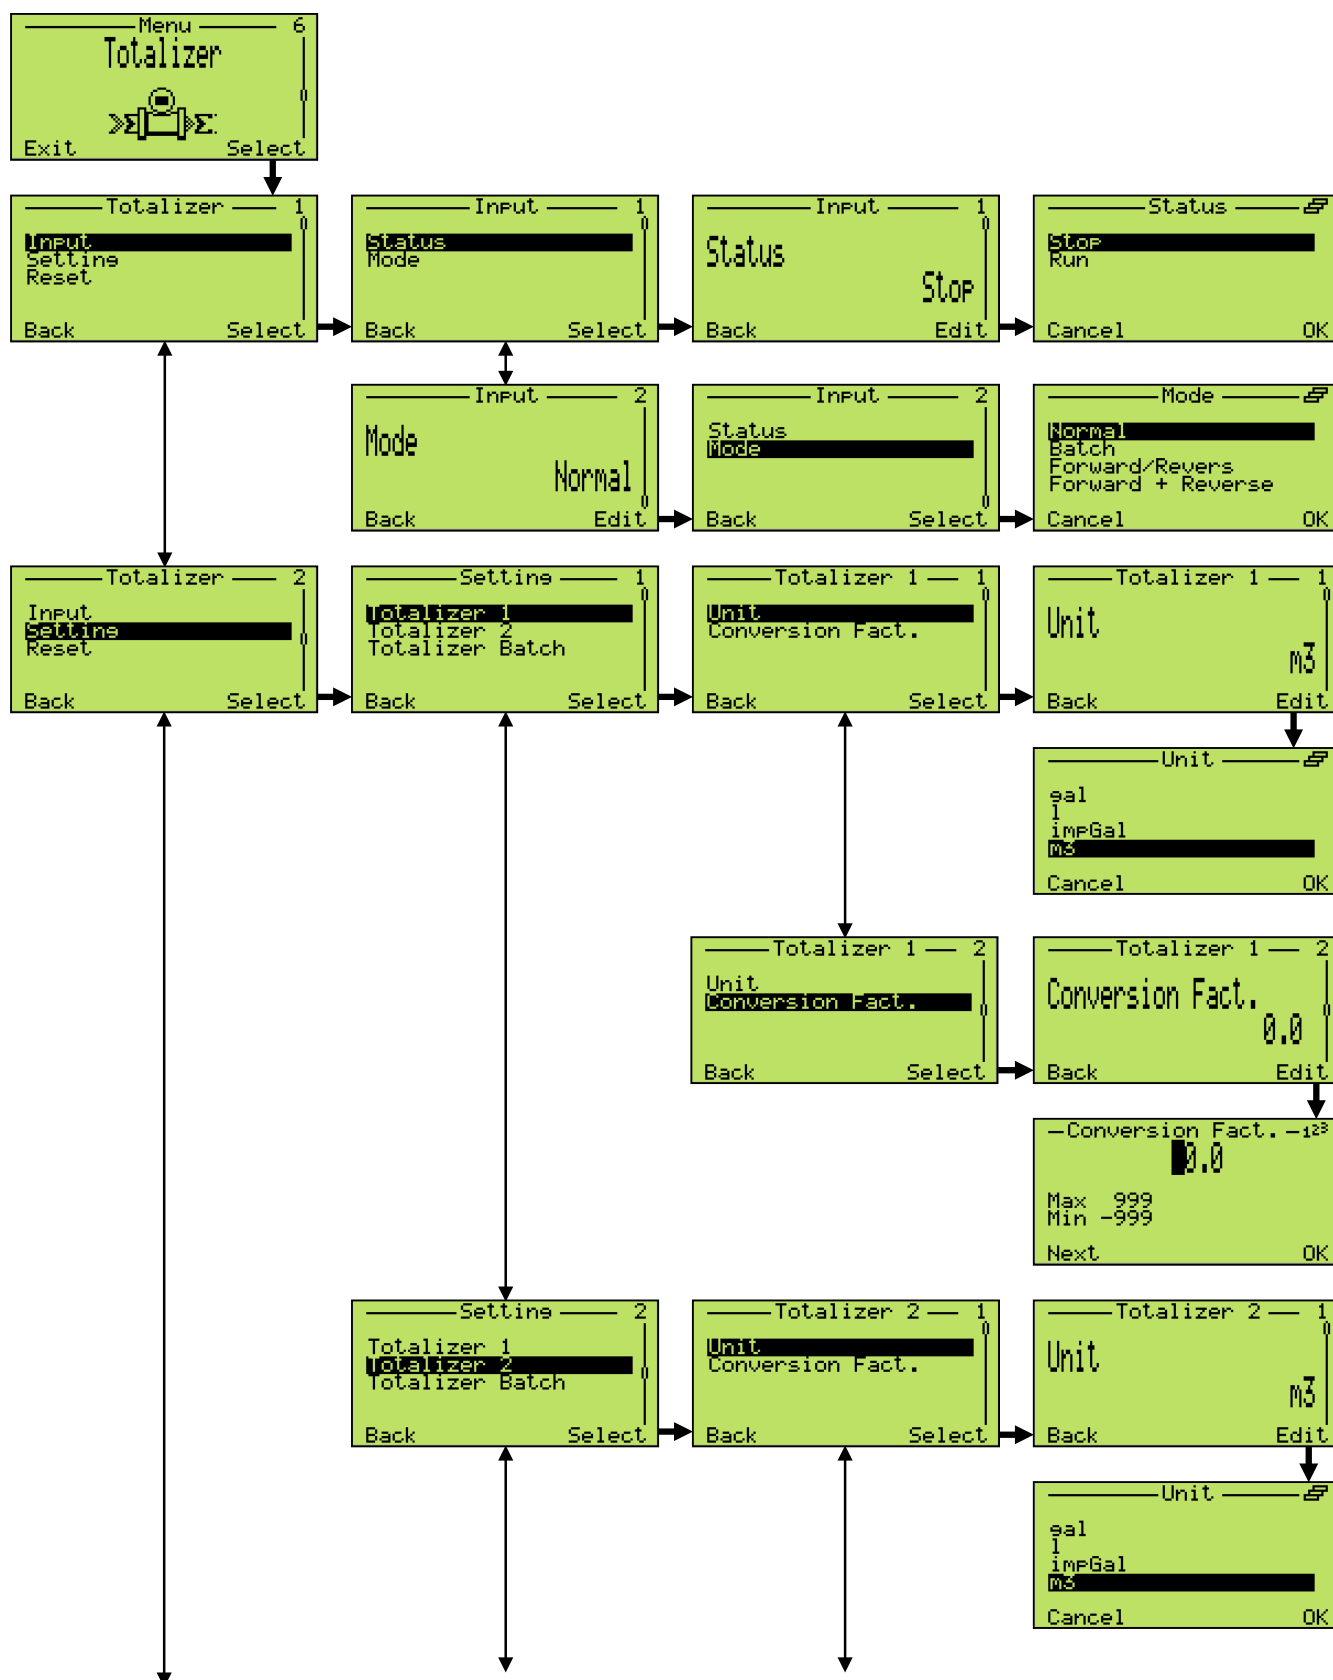 Menu 6
Totalizer
Exit Select
Totalizer 1
Input
Setting
Reset
Back Select
Input 1
Status
Mode
Back Select
Input 1
Status
Stop
Back Edit
Status
Stop
Run
Cancel OK
Input 2
Mode
Normal
Back Edit
Input 2
Status
Mode
Back Select
Mode
Normal
Batch
Forward/Revers
Forward + Reverse
Cancel OK
Totalizer 2
Input
Setting
Reset
Back Select
Setting 1
Totalizer 1
Totalizer 2
Totalizer Batch
Back Select
Totalizer 1 1
Unit
Conversion Fact.
Back Select
Totalizer 1 1
Unit
m3
Back Edit
Unit
gal
l
impGal
m3
Cancel OK
Totalizer 1 2
Unit
Conversion Fact.
Back Select
Totalizer 1 2
Conversion Fact.
0.0
Back Edit
Conversion Fact. 123
0.0
Max 999
Min -999
Next OK
Setting 2
Totalizer 1
Totalizer 2
Totalizer Batch
Back Select
Totalizer 2 1
Unit
Conversion Fact.
Back Select
Totalizer 2 1
Unit
m3
Back Edit
Unit
gal
l
impGal
m3
Cancel OK